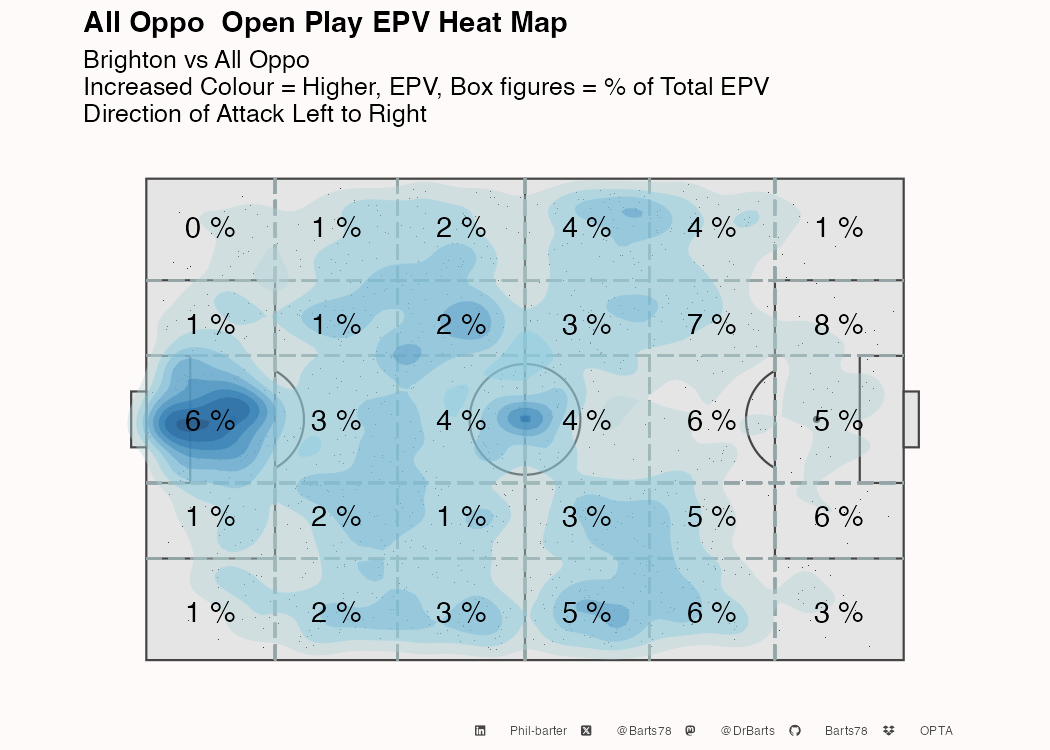 All Oppo  Open Play EPV Heat Map
Brighton vs All Oppo
Increased Colour = Higher, EPV, Box figures = % of Total EPV
Direction of Attack Left to Right
0 % 1 % 2 % 4 % 4 % 1 %
1 % 1 % 2 % 3 % 7 % 8 %
6 % 3 % 4 % 4 % 6 % 5 %
1 % 2 % 1 % 3 % 5 % 6 %
1 % 2 % 3 % 5 % 6 % 3 %
Phil-barter @Barts78 @DrBarts Barts78 OPTA